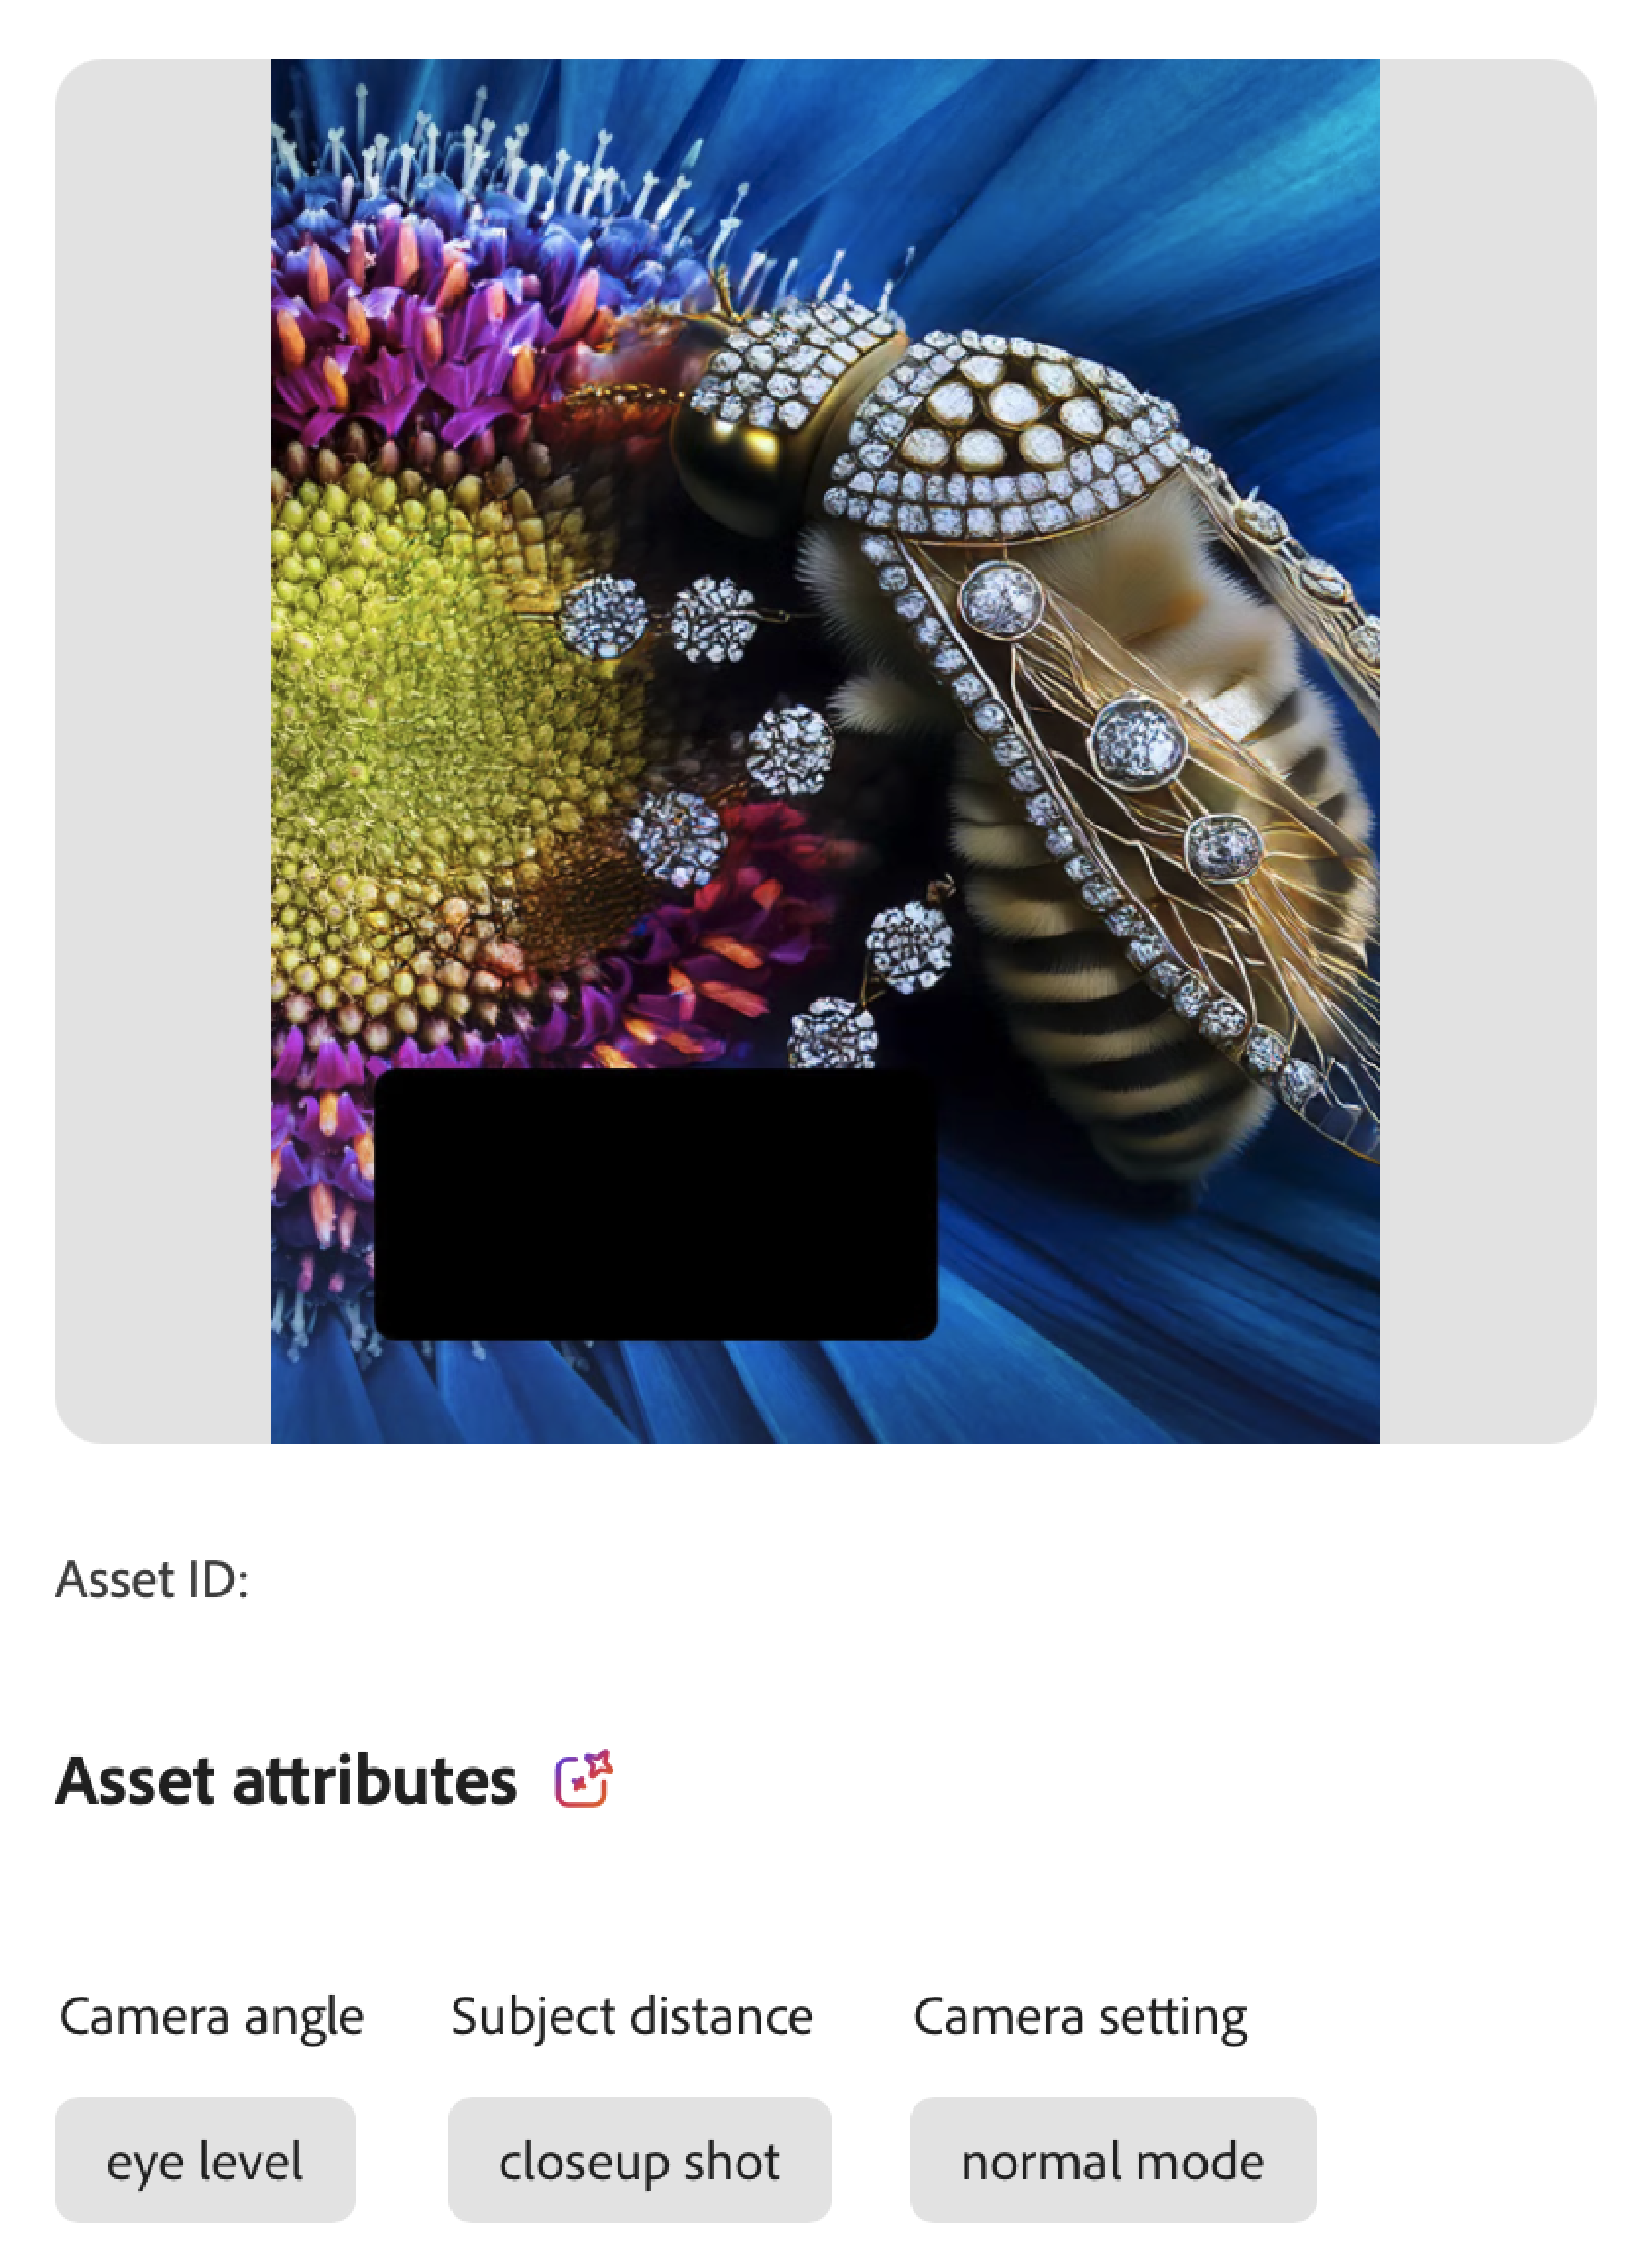 Asset ID:
Asset attributes
Camera angle Subject distance Camera setting
eye level closeup shot normal mode